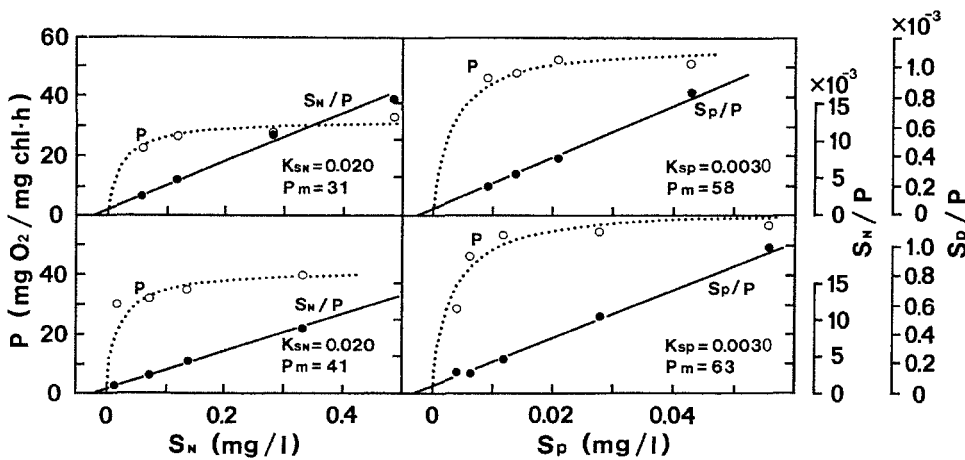 ×10⁻³
60
40
20
0
P
SN/P
KSN=0.020
Pm=31
P
Sp/P
Ksp=0.0030
Pm=58
×10⁻³
15
10
5
0
SN/P
1.0
0.8
0.6
0.4
0.2
0
Sp/P
P (mg O₂/mg chl·h)
40
20
0
P
SN/P
KSN=0.020
Pm=41
P
Sp/P
Ksp=0.0030
Pm=63
15
10
5
0
1.0
0.8
0.6
0.4
0.2
0
0 0.2 0.4
SN (mg/l)
0 0.02 0.04
Sp (mg/l)